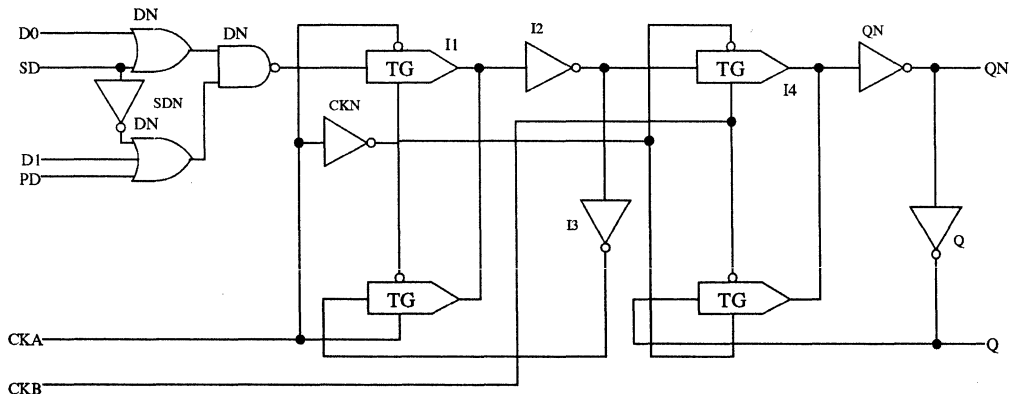 DN
D0
DN
I1
I2
QN
SD
TG
TG
QN
I4
SDN
CKN
DN
D1
PD
I3
Q
TG
TG
CKA
Q
CKB